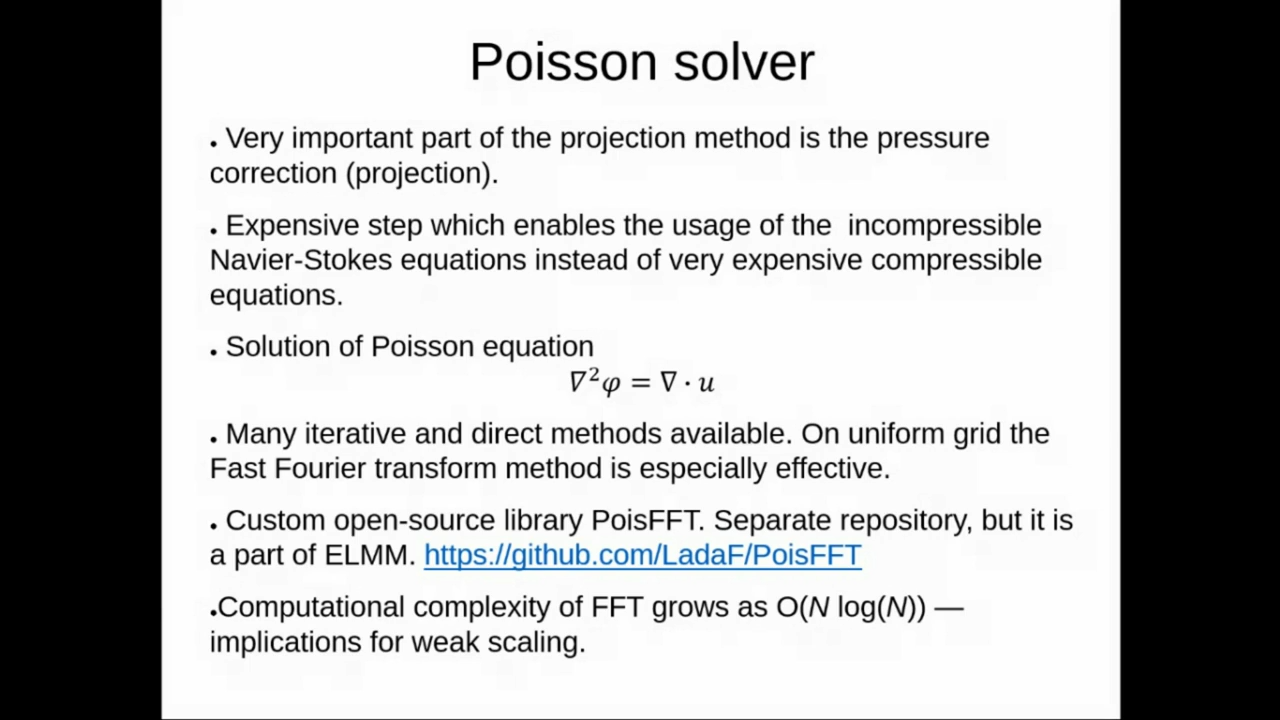 Poisson solver
• Very important part of the projection method is the pressure
correction (projection).
• Expensive step which enables the usage of the  incompressible
Navier-Stokes equations instead of very expensive compressible
equations.
• Solution of Poisson equation
∇²φ = ∇ · u
• Many iterative and direct methods available. On uniform grid the
Fast Fourier transform method is especially effective.
• Custom open-source library PoisFFT. Separate repository, but it is
a part of ELMM. https://github.com/LadaF/PoisFFT
•Computational complexity of FFT grows as O(N log(N)) —
implications for weak scaling.